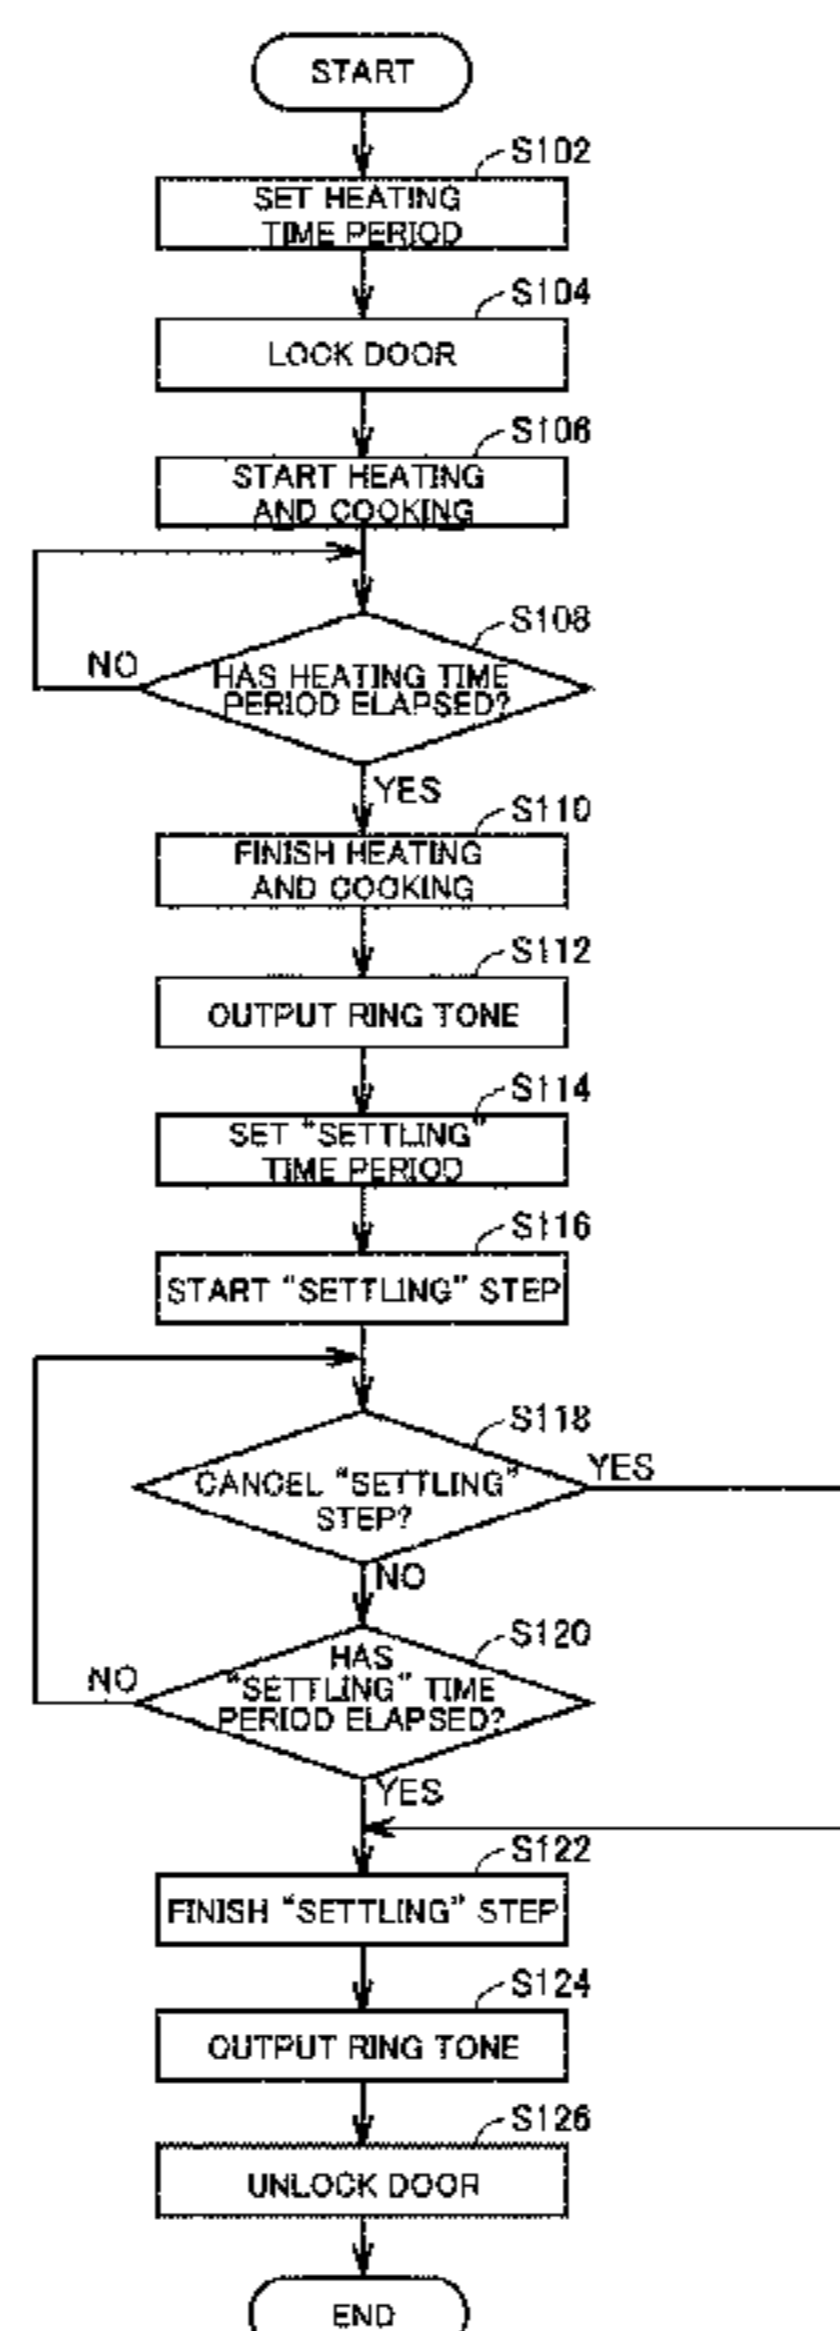 START
S102
SET HEATING
TIME PERIOD
S104
LOCK DOOR
S106
START HEATING
AND COOKING
S108
NO
HAS HEATING TIME
PERIOD ELAPSED?
YES
S110
FINISH HEATING
AND COOKING
S112
OUTPUT RING TONE
S114
SET “SETTLING”
TIME PERIOD
S116
START “SETTLING” STEP
S118
YES
CANCEL “SETTLING”
STEP?
NO
S120
NO
HAS
“SETTLING” TIME
PERIOD ELAPSED?
YES
S122
FINISH “SETTLING” STEP
S124
OUTPUT RING TONE
S126
UNLOCK DOOR
END